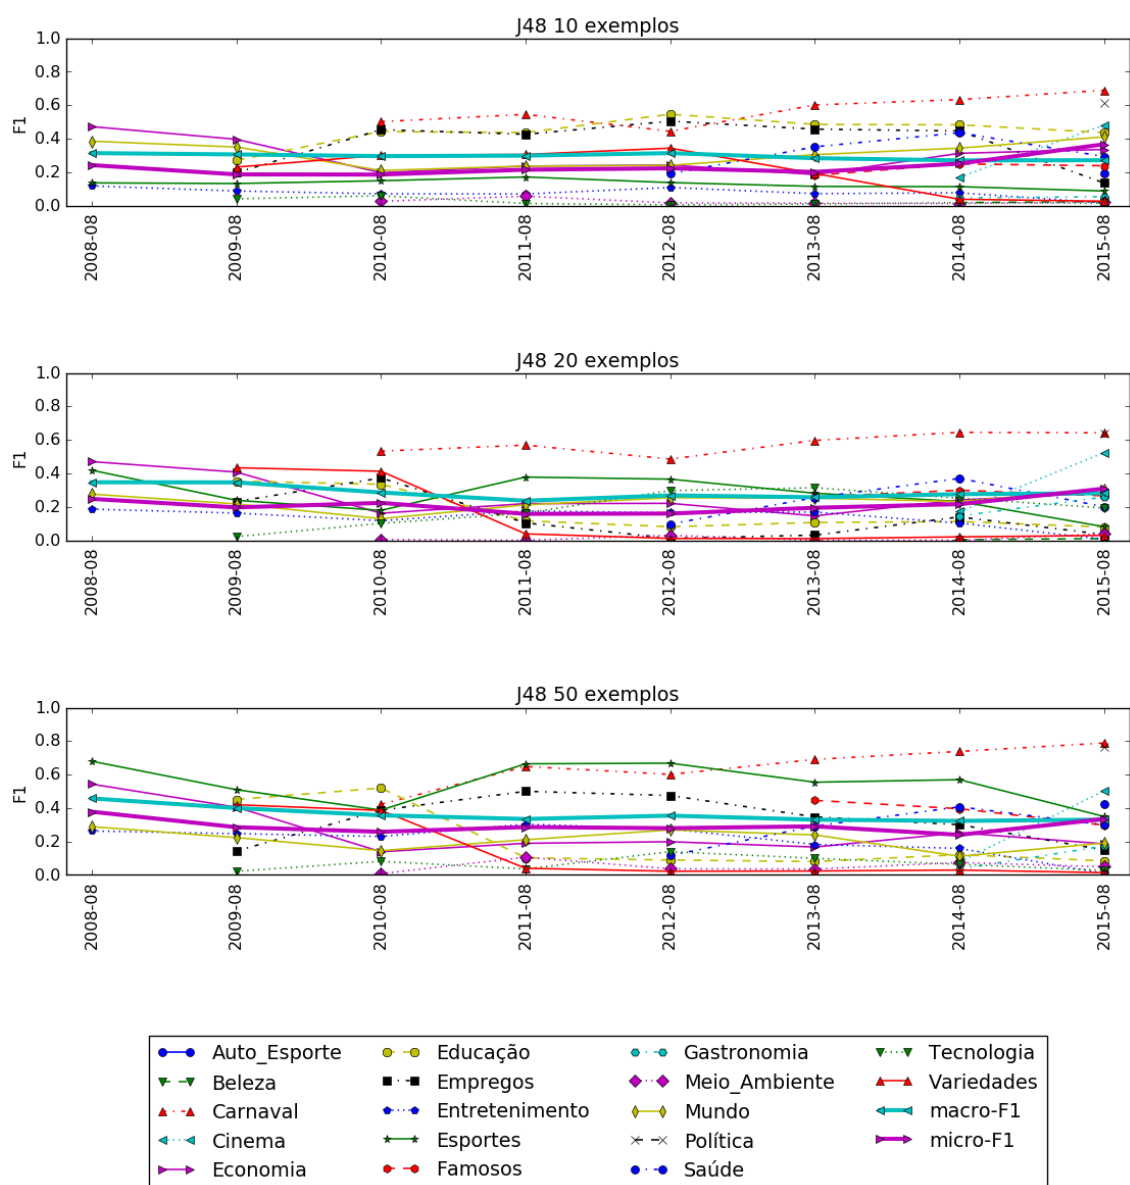 J48 10 exemplos
1.0
0.8
0.6
0.4
0.2
0.0
F1
2008-08 2009-08 2010-08 2011-08 2012-08 2013-08 2014-08 2015-08
J48 20 exemplos
1.0
0.8
0.6
0.4
0.2
0.0
F1
2008-08 2009-08 2010-08 2011-08 2012-08 2013-08 2014-08 2015-08
J48 50 exemplos
1.0
0.8
0.6
0.4
0.2
0.0
F1
2008-08 2009-08 2010-08 2011-08 2012-08 2013-08 2014-08 2015-08
Auto_Esporte Educação Gastronomia Tecnologia
Beleza Empregos Meio_Ambiente Variedades
Carnaval Entretenimento Mundo macro-F1
Cinema Esportes Política micro-F1
Economia Famosos Saúde